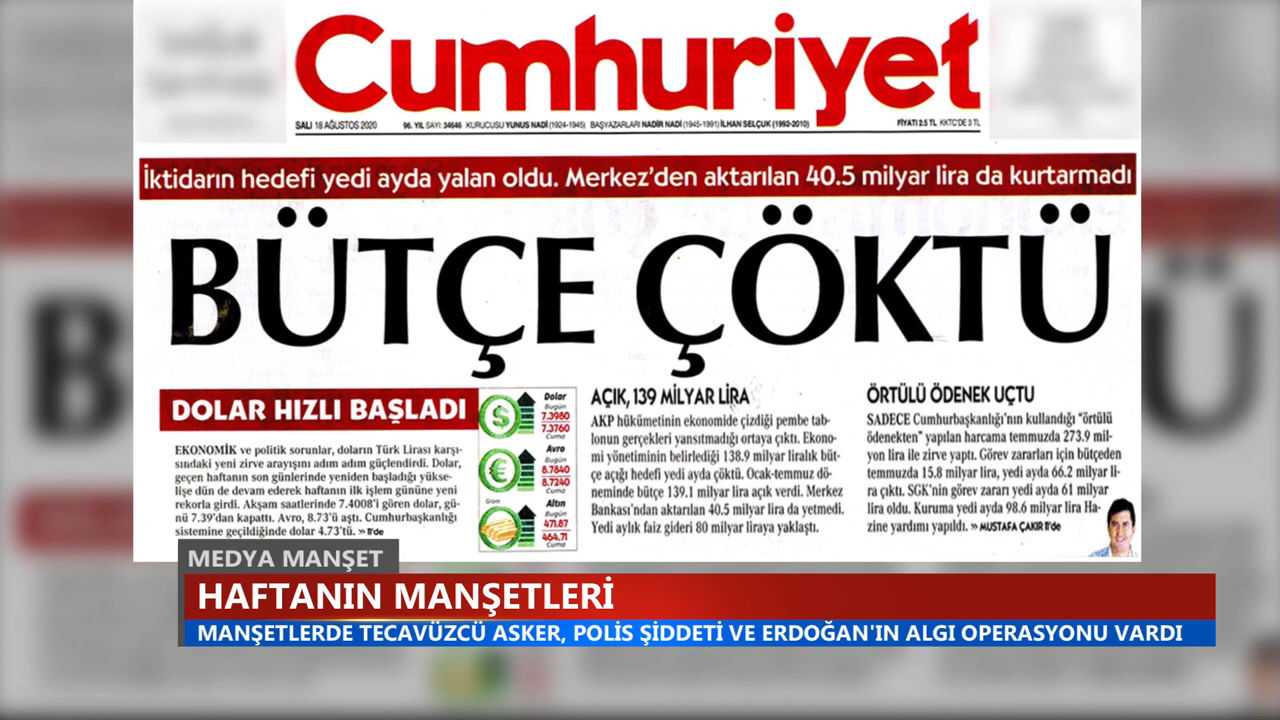 Cumhuriyet
SALI 18 AĞUSTOS 2020 96. YIL SAYI: 34646 KURUCUSU YUNUS NADİ (1924-1945) BAŞYAZARLARI NADİR NADİ (1945-1991) İLHAN SELÇUK (1992-2010) FİYATI 2.5 TL KKTC'DE 3 TL
İktidarın hedefi yedi ayda yalan oldu. Merkez'den aktarılan 40.5 milyar lira da kurtarmadı
BÜTÇE ÇÖKTÜ
DOLAR HIZLI BAŞLADI
EKONOMİK ve politik sorunlar, doların Türk Lirası karşı-
sındaki yeni zirve arayışını adım adım güçlendirdi. Dolar,
geçen haftanın son günlerinde yeniden başladığı yükse-
lişe dün de devam ederek haftanın ilk işlem gününe yeni
rekorla girdi. Akşam saatlerinde 7.4008'i gören dolar, gü-
nü 7.39'dan kapattı. Avro, 8.73'ü aştı. Cumhurbaşkanlığı
sistemine geçildiğinde dolar 4.73'tü. » 11'de
Dolar
Bugün
7.3980
7.3760
Cuma
Avro
Bugün
8.7840
8.7240
Cuma
Gram
Altın
Bugün
471.87
464.71
Cuma
AÇIK, 139 MİLYAR LİRA
AKP hükümetinin ekonomide çizdiği pembe tab-
lonun gerçekleri yansıtmadığı ortaya çıktı. Ekono-
mi yönetiminin belirlediği 138.9 milyar liralık büt-
çe açığı hedefi yedi ayda çöktü. Ocak-temmuz dö-
neminde bütçe 139.1 milyar lira açık verdi. Merkez
Bankası'ndan aktarılan 40.5 milyar lira da yetmedi.
Yedi aylık faiz gideri 80 milyar liraya yaklaştı.
ÖRTÜLÜ ÖDENEK UÇTU
SADECE Cumhurbaşkanlığı'nın kullandığı "örtülü
ödenekten" yapılan harcama temmuzda 273.9 mil-
yon lira ile zirve yaptı. Görev zararları için bütçeden
temmuzda 15.8 milyar lira, yedi ayda 66.2 milyar li-
ra çıktı. SGK'nin görev zararı yedi ayda 61 milyar
lira oldu. Kuruma yedi ayda 98.6 milyar lira Ha-
zine yardımı yapıldı. » MUSTAFA ÇAKIR 11'de
MEDYA MANŞET
HAFTANIN MANŞETLERİ
MANŞETLERDE TECAVÜZCÜ ASKER, POLİS ŞİDDETİ VE ERDOĞAN'IN ALGI OPERASYONU VARDI